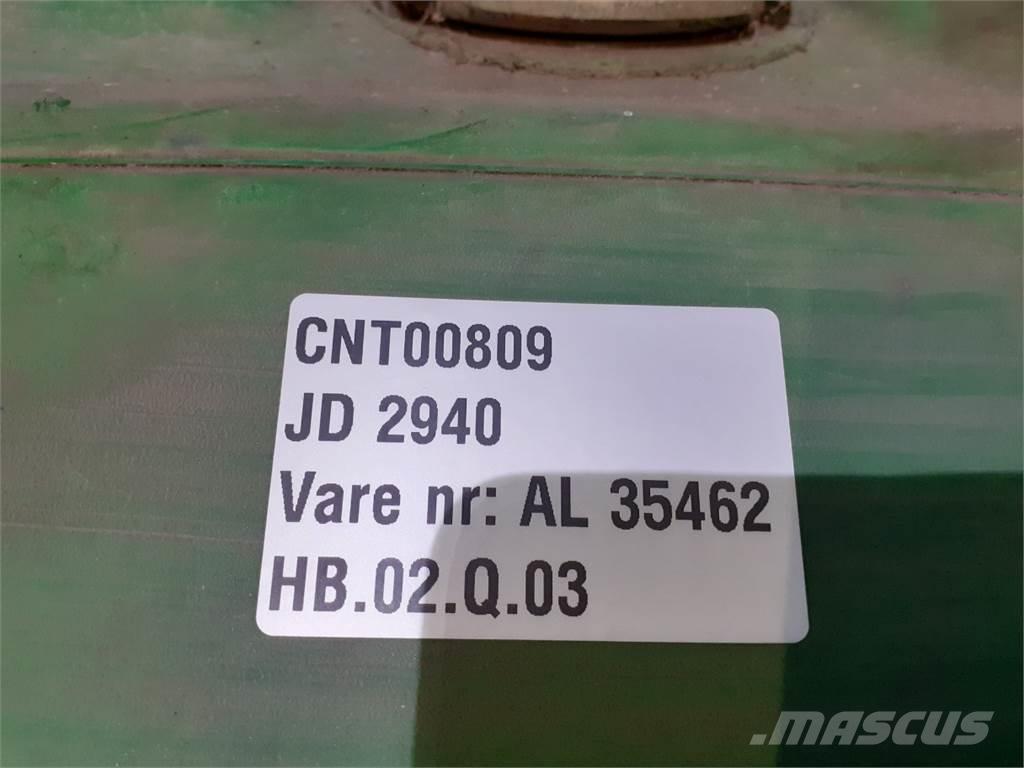 CNT00809
JD 2940
Vare nr: AL 35462
HB.02.Q.03
MASCUS